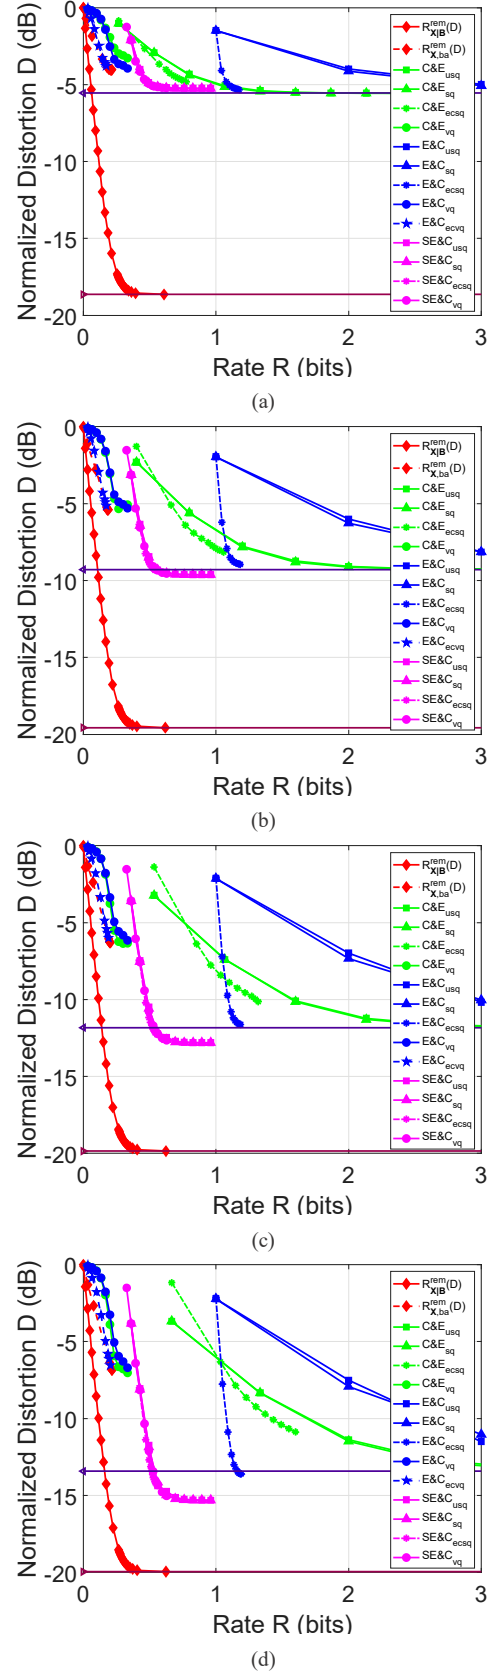 Normalized Distortion D (dB)
0
-5
-10
-15
-20
0 1 2 3
Rate R (bits)
R^rem_X|B(D)
R^rem_X,ba(D)
C&E_usq
C&E_sq
C&E_ecsq
C&E_vq
E&C_usq
E&C_sq
E&C_ecsq
E&C_vq
E&C_ecvq
SE&C_usq
SE&C_sq
SE&C_ecsq
SE&C_vq
(a)
Normalized Distortion D (dB)
0
-5
-10
-15
-20
0 1 2 3
Rate R (bits)
R^rem_X|B(D)
R^rem_X,ba(D)
C&E_usq
C&E_sq
C&E_ecsq
C&E_vq
E&C_usq
E&C_sq
E&C_ecsq
E&C_vq
E&C_ecvq
SE&C_usq
SE&C_sq
SE&C_ecsq
SE&C_vq
(b)
Normalized Distortion D (dB)
0
-5
-10
-15
-20
0 1 2 3
Rate R (bits)
R^rem_X|B(D)
R^rem_X,ba(D)
C&E_usq
C&E_sq
C&E_ecsq
C&E_vq
E&C_usq
E&C_sq
E&C_ecsq
E&C_vq
E&C_ecvq
SE&C_usq
SE&C_sq
SE&C_ecsq
SE&C_vq
(c)
Normalized Distortion D (dB)
0
-5
-10
-15
-20
0 1 2 3
Rate R (bits)
R^rem_X|B(D)
R^rem_X,ba(D)
C&E_usq
C&E_sq
C&E_ecsq
C&E_vq
E&C_usq
E&C_sq
E&C_ecsq
E&C_vq
E&C_ecvq
SE&C_usq
SE&C_sq
SE&C_ecsq
SE&C_vq
(d)